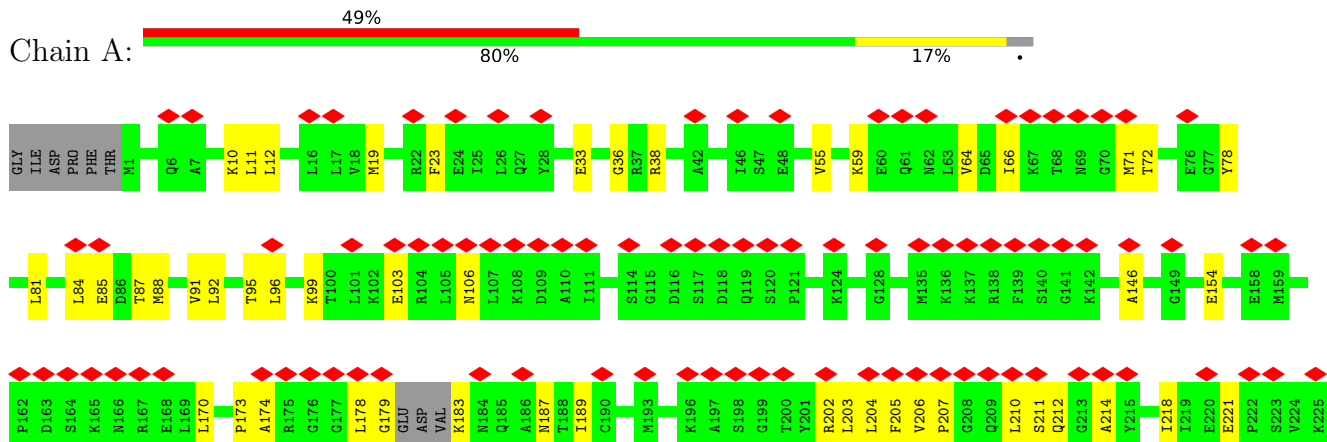 49%
Chain A:
80%
17%
•
GLY ILE ASP PRO PHE THR M1 Q6 A7 K10 L11 L12 L16 L17 V18 M19 R22 F23 E24 I25 L26 Q27 Y28 E33 G36 R37 R38 A42 I46 S47 E48 V55 K59 E60 Q61 N62 L63 V64 D65 I66 K67 T68 N69 G70 M71 T72 E76 G77 Y78
L81 L84 E85 D86 T87 M88 V91 L92 T95 L96 K99 T100 L101 K102 E103 R104 L105 N106 L107 K108 D109 A110 I111 S114 G115 D116 S117 D118 Q119 S120 P121 K124 G128 M135 K136 K137 R138 F139 S140 G141 K142 A146 G149 E154 E158 M159
P162 D163 S164 K165 N166 R167 E168 L169 L170 P173 A174 R175 G176 G177 L178 G179 GLU ASP VAL K183 N184 Q185 A186 N187 T188 I189 C190 M193 K196 A197 S198 G199 T200 Y201 R202 L203 L204 F205 V206 P207 G208 Q209 L210 S211 Q212 G213 A214 Y215 I218 I219 E220 E221 P222 S223 V224 K225